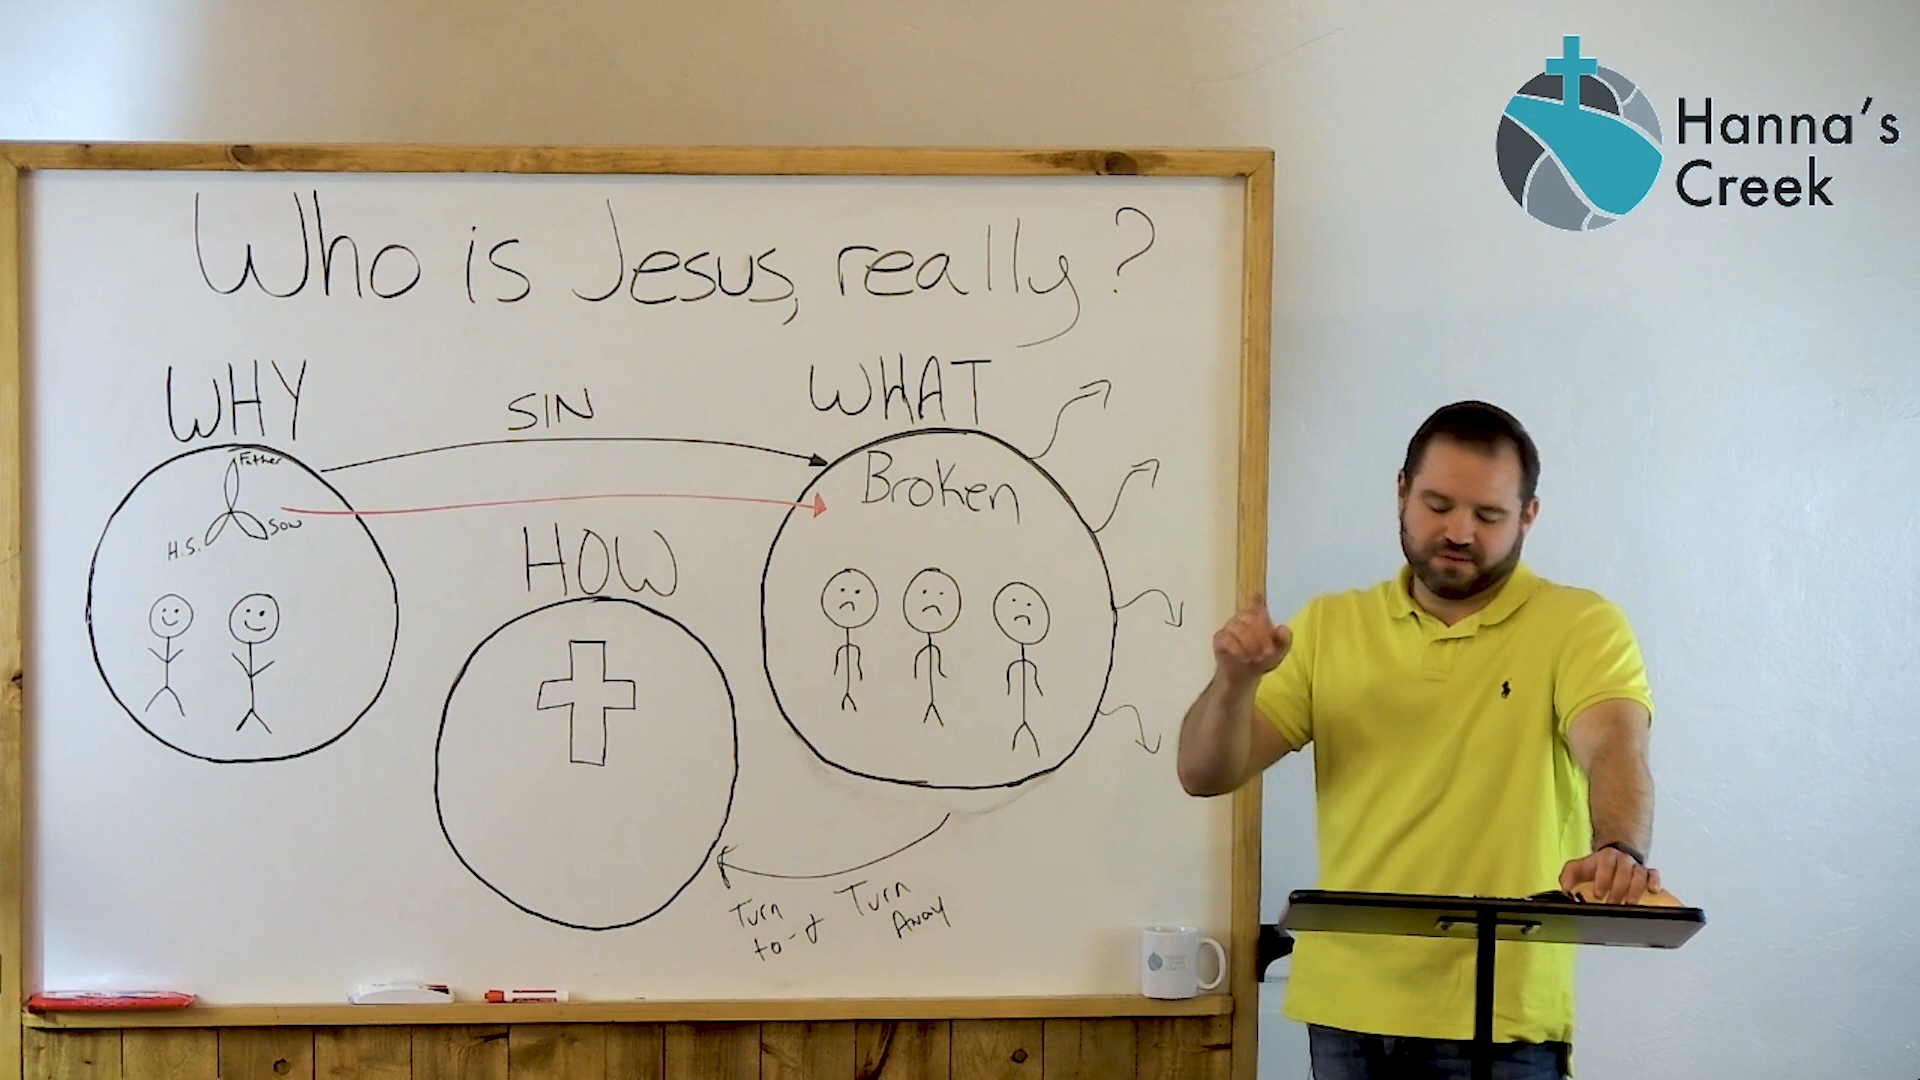 Hanna's
Creek
Who is Jesus, really?
WHY
SIN
WHAT
Father
Son
H.S.
Broken
HOW
Turn
to-
Turn
Away